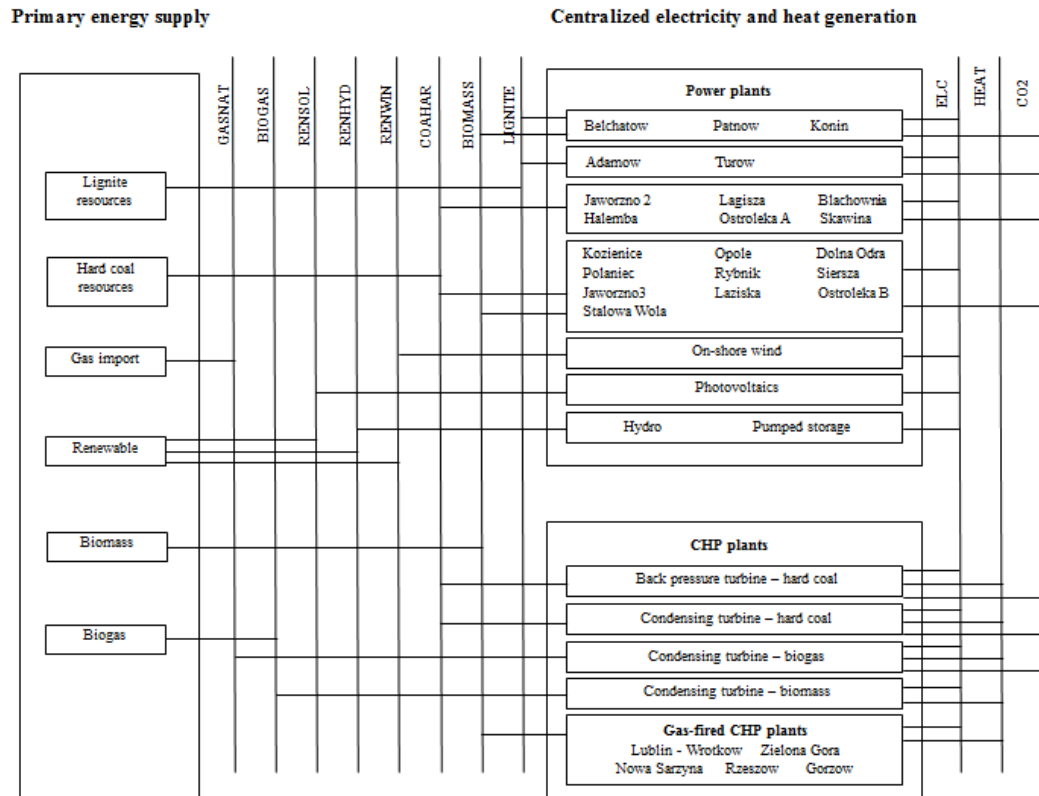 Primary energy supply
Centralized electricity and heat generation
GASNAT
BIOGAS
RENSOL
RENHYD
RENWIN
COAHAR
BIOMASS
LIGNITE
ELC
HEAT
CO2
Lignite
resources
Hard coal
resources
Gas import
Renewable
Biomass
Biogas
Power plants
Belchatow Patnow Konin
Adamow Turow
Jaworzno 2 Lagisza Blachownia
Halemba Ostroleka A Skawina
Kozienice Opole Dolna Odra
Polaniec Rybnik Siersza
Jaworzno3 Laziska Ostroleka B
Stalowa Wola
On-shore wind
Photovoltaics
Hydro Pumped storage
CHP plants
Back pressure turbine – hard coal
Condensing turbine – hard coal
Condensing turbine – biogas
Condensing turbine – biomass
Gas-fired CHP plants
Lublin - Wrotkow Zielona Gora
Nowa Sarzyna Rzeszow Gorzow